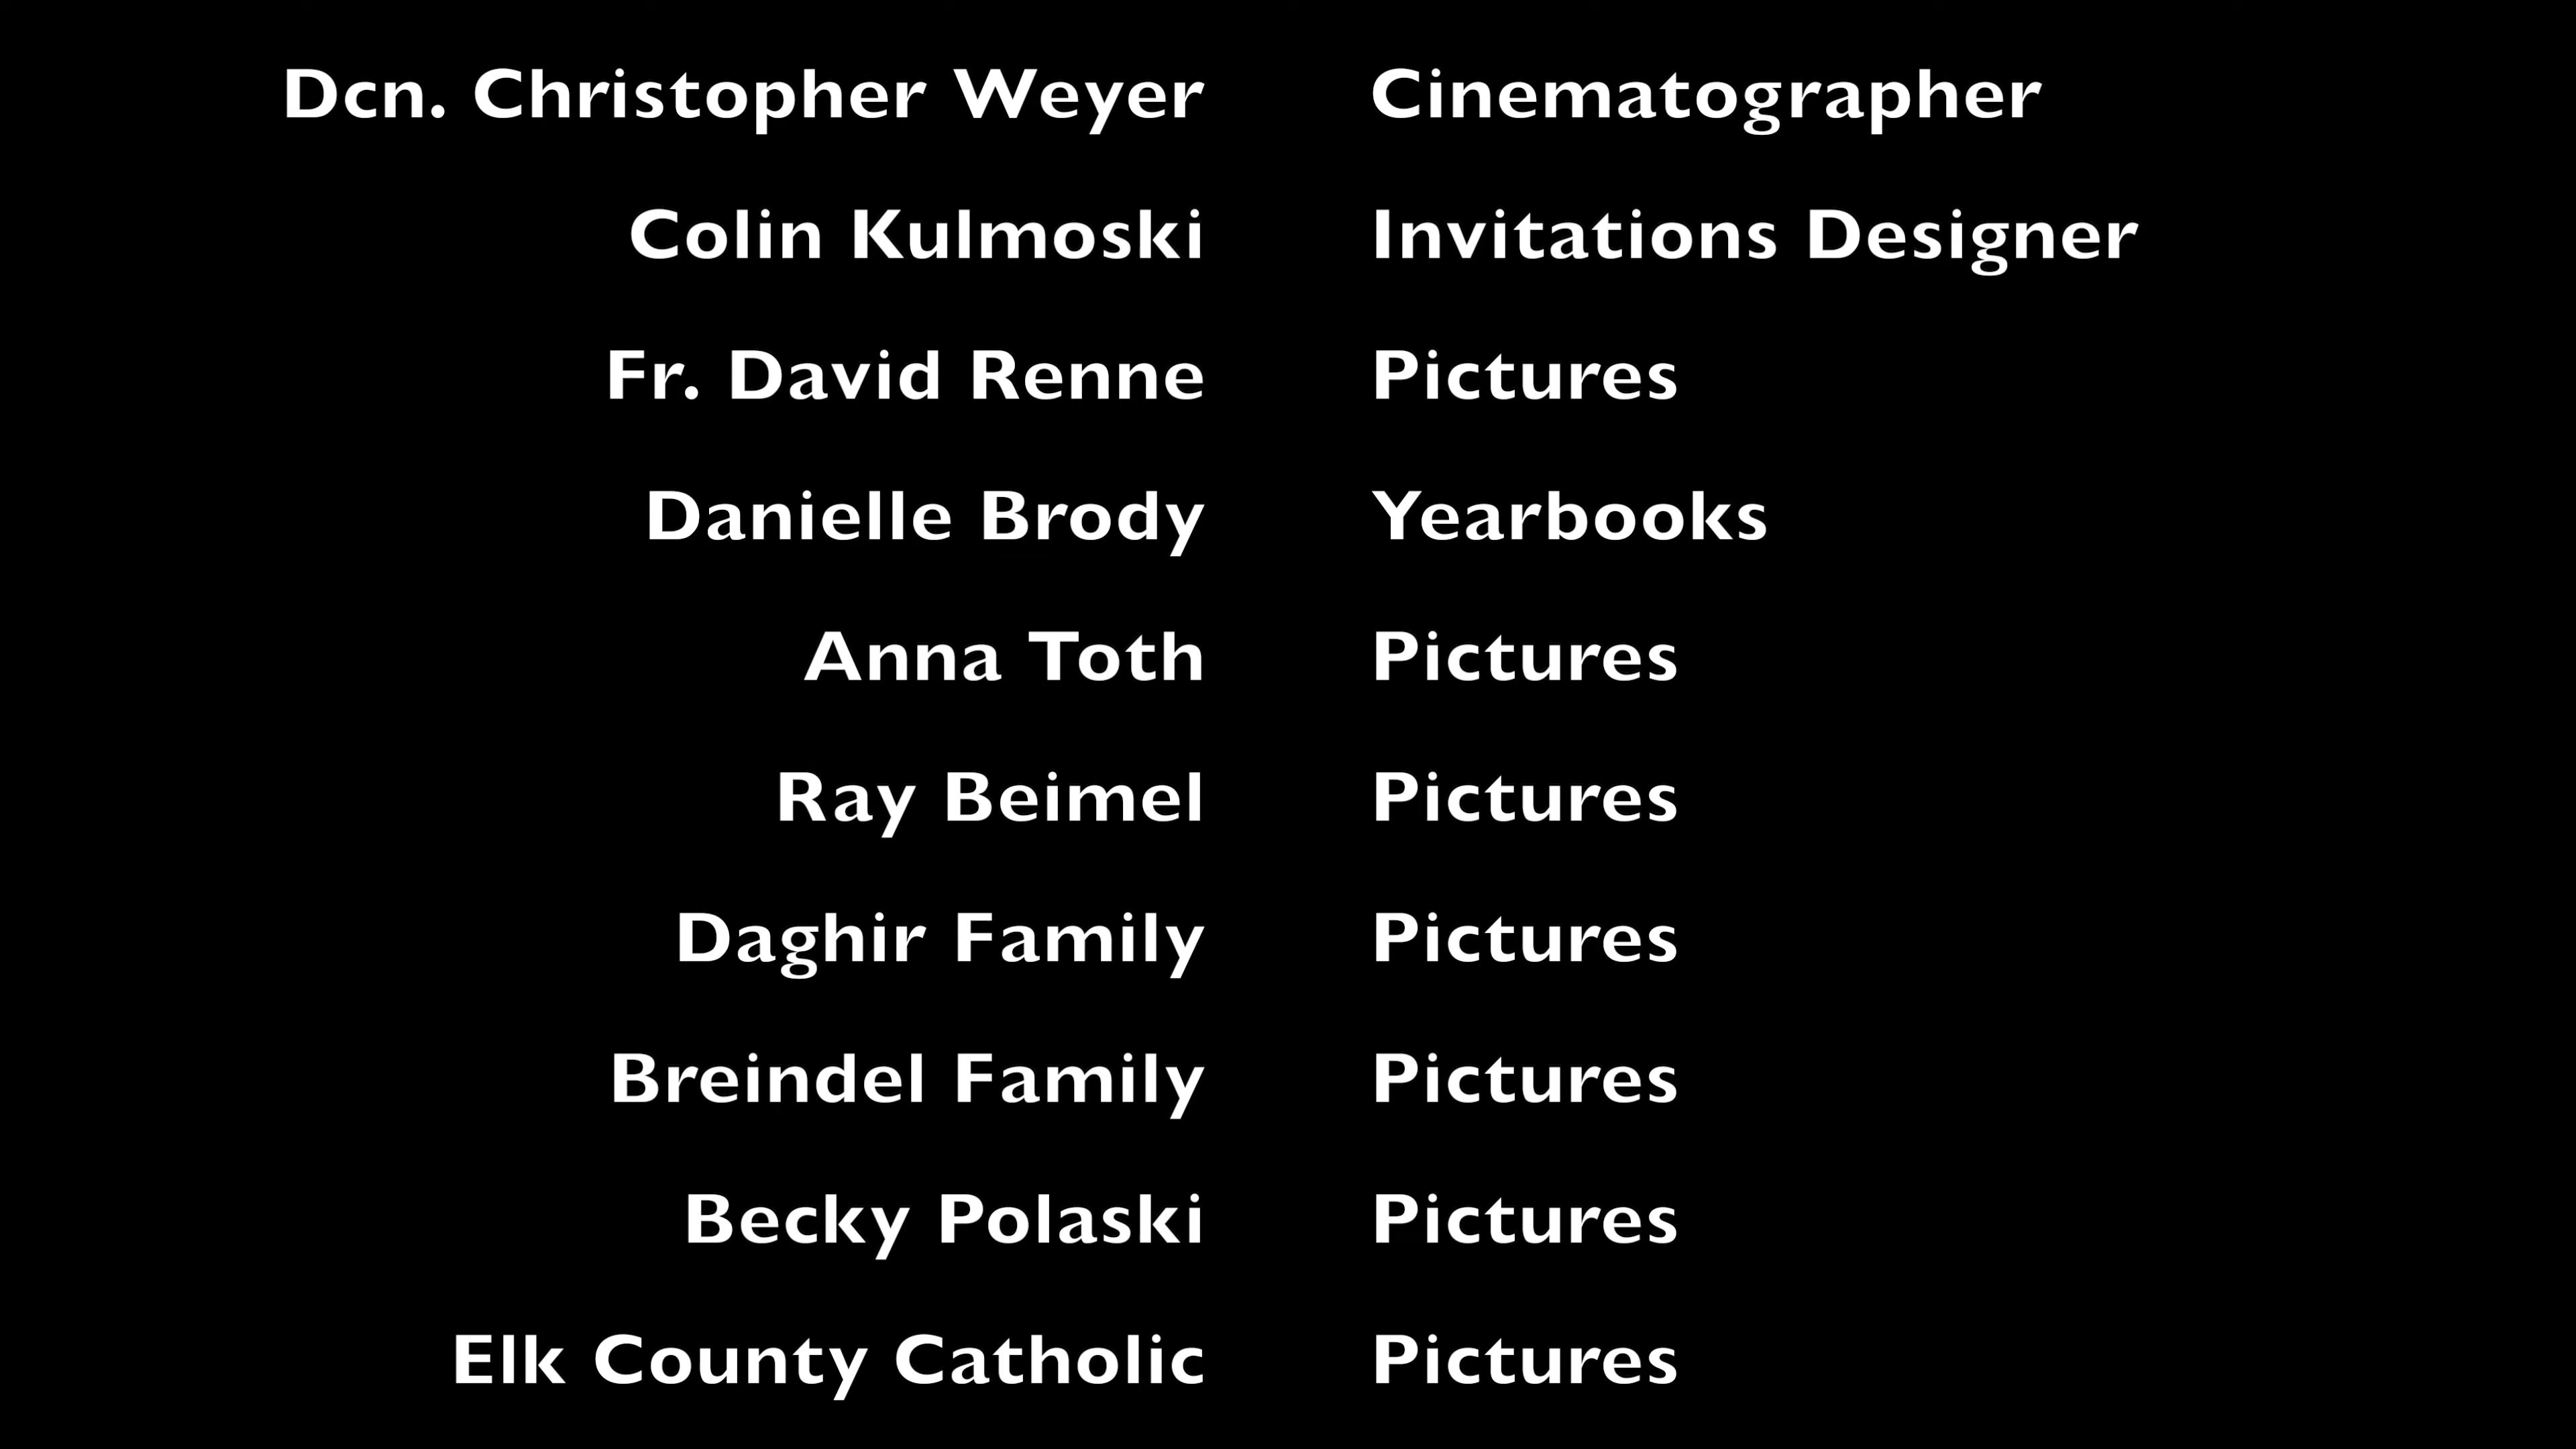 Dcn. Christopher Weyer Cinematographer
Colin Kulmoski Invitations Designer
Fr. David Renne Pictures
Danielle Brody Yearbooks
Anna Toth Pictures
Ray Beimel Pictures
Daghir Family Pictures
Breindel Family Pictures
Becky Polaski Pictures
Elk County Catholic Pictures